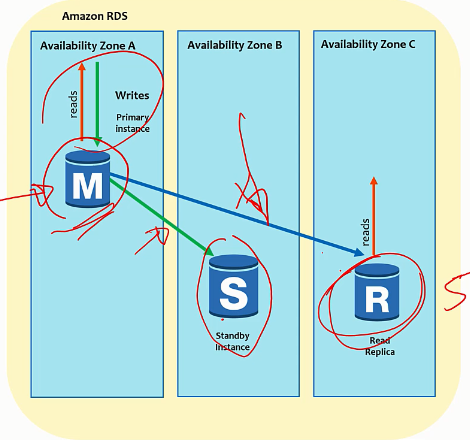 Amazon RDS
Availability Zone A
Availability Zone B
Availability Zone C
reads
Writes
Primary
instance
M
reads
S
R
Standby
Instance
Read
Replica